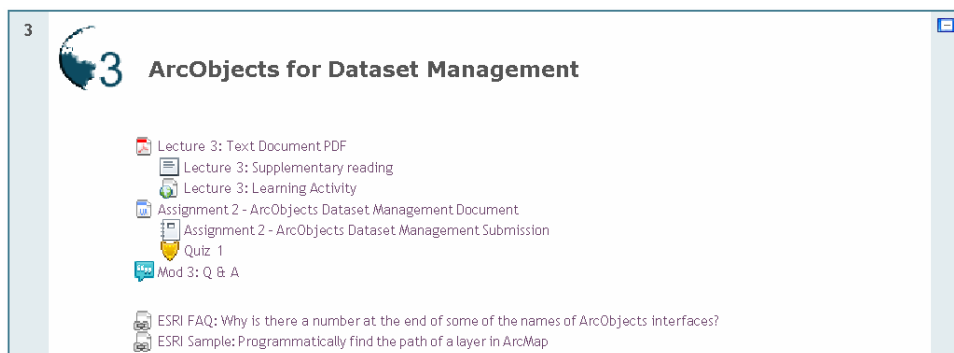 3
3 ArcObjects for Dataset Management
Lecture 3: Text Document PDF
Lecture 3: Supplementary reading
Lecture 3: Learning Activity
Assignment 2 - ArcObjects Dataset Management Document
Assignment 2 - ArcObjects Dataset Management Submission
Quiz 1
Mod 3: Q & A
ESRI FAQ: Why is there a number at the end of some of the names of ArcObjects interfaces?
ESRI Sample: Programmatically find the path of a layer in ArcMap